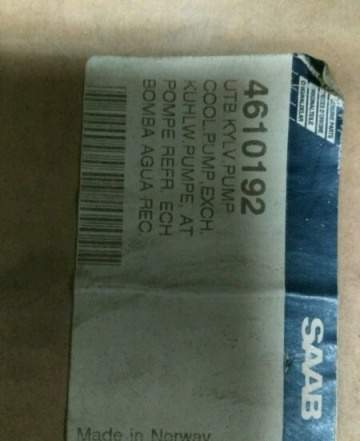 4610192
UTB KYLV.PUMP
COOL.PUMP,EXCH.
KUHLW.PUMPE, AT
POMPE REFR. ECH
BOMBA AGUA REC.
SAAB
Made in Norway